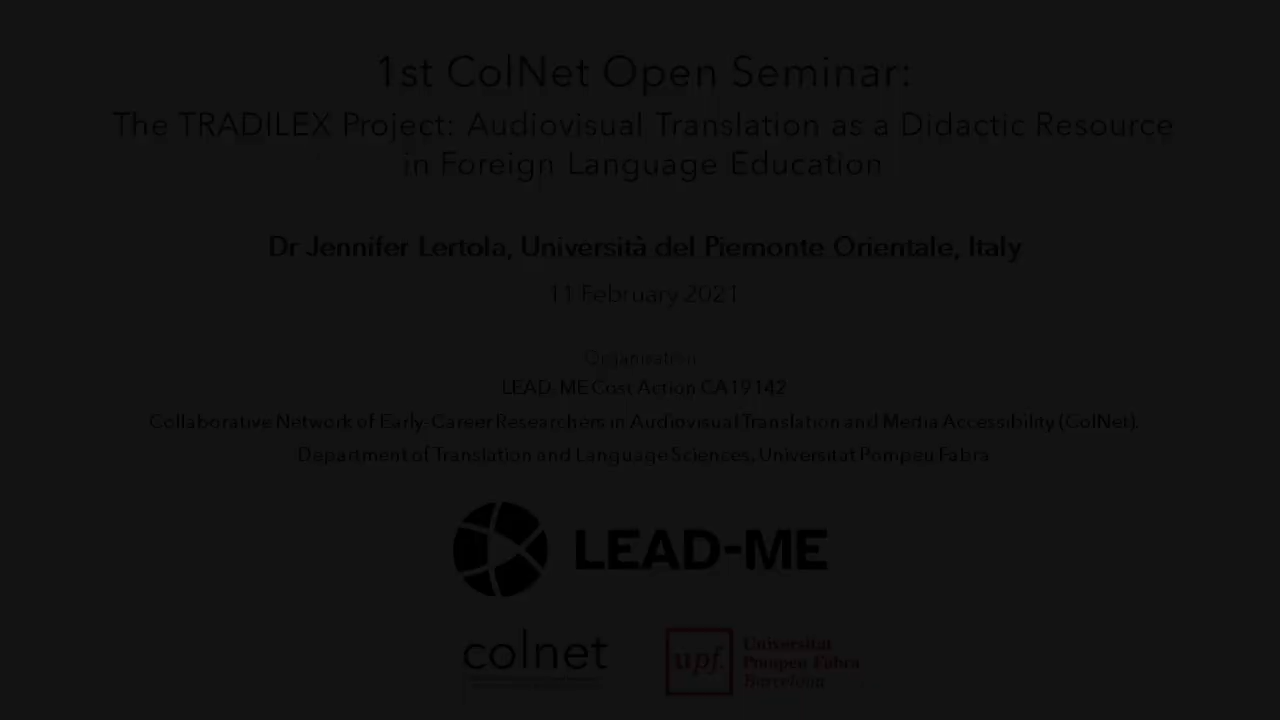 1st ColNet Open Seminar:
The TRADILEX Project: Audiovisual Translation as a Didactic Resource
in Foreign Language Education
Dr Jennifer Lertola, Università del Piemonte Orientale, Italy
11 February 2021
Organisation
LEAD-ME Cost Action CA19142
Collaborative Network of Early-Career Researchers in Audiovisual Translation and Media Accessibility (ColNet).
Department of Translation and Language Sciences, Universitat Pompeu Fabra
LEAD-ME
colnet
upf. Universitat
Pompeu Fabra
Barcelona